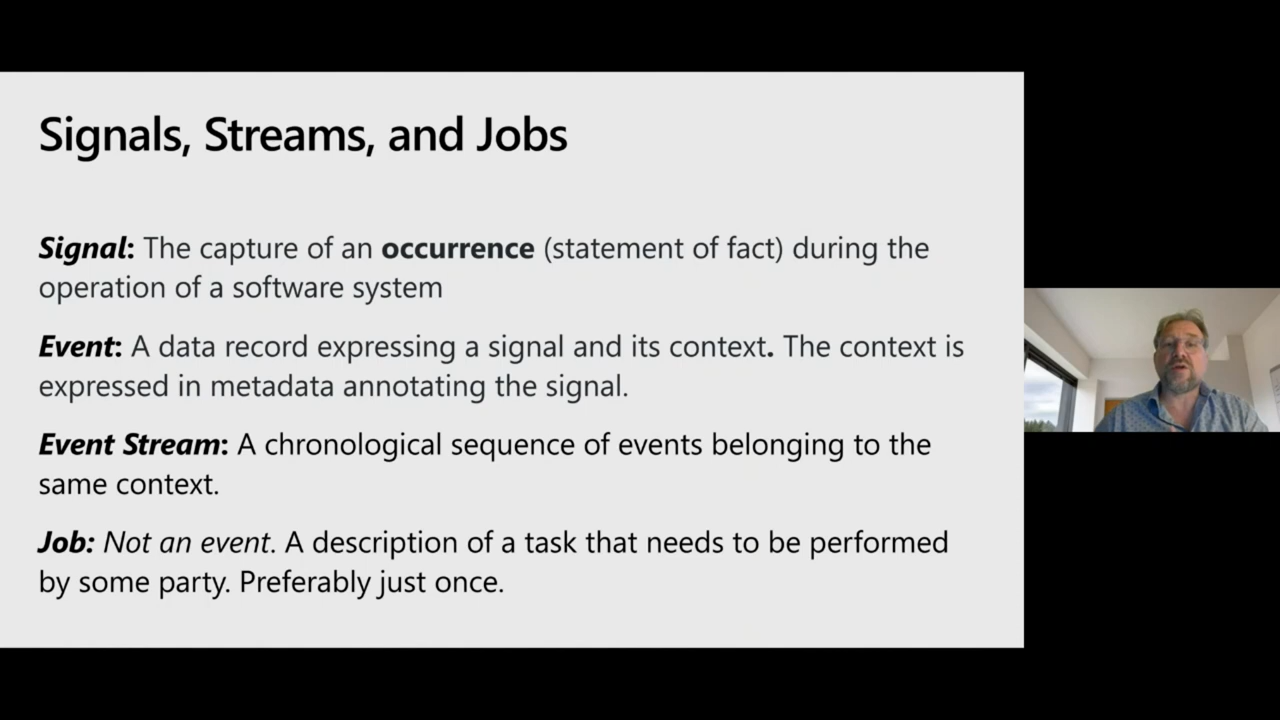 Signals, Streams, and Jobs
Signal: The capture of an occurrence (statement of fact) during the
operation of a software system
Event: A data record expressing a signal and its context. The context is
expressed in metadata annotating the signal.
Event Stream: A chronological sequence of events belonging to the
same context.
Job: Not an event. A description of a task that needs to be performed
by some party. Preferably just once.